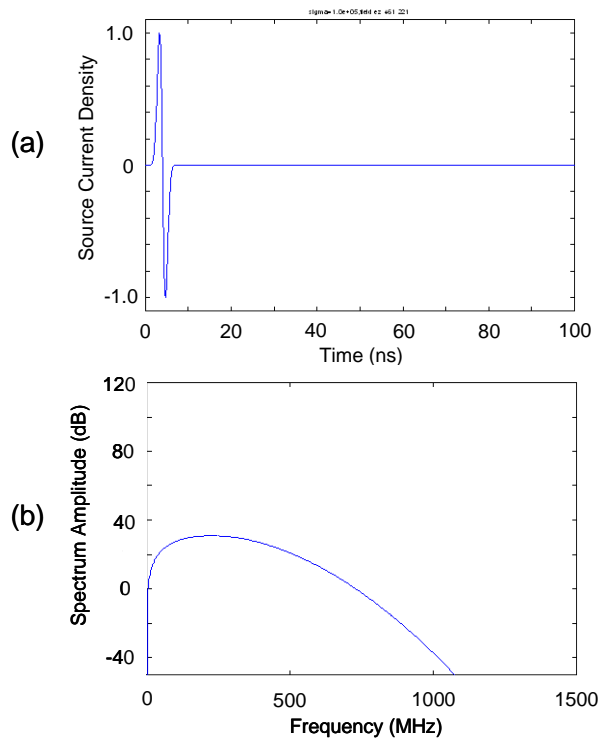 (a)
Source Current Density
1.0
0
-1.0
0 20 40 60 80 100
Time (ns)
(b)
Spectrum Amplitude (dB)
120
80
40
0
-40
0 500 1000 1500
Frequency (MHz)